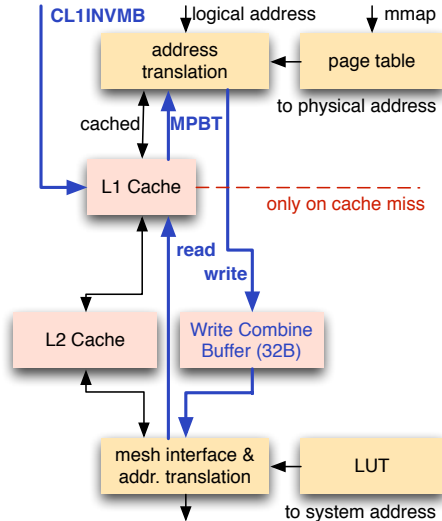 CL1INVMB
logical address
mmap
address
translation
page table
to physical address
cached
MPBT
L1 Cache
only on cache miss
read
write
L2 Cache
Write Combine
Buffer (32B)
mesh interface &
addr. translation
LUT
to system address